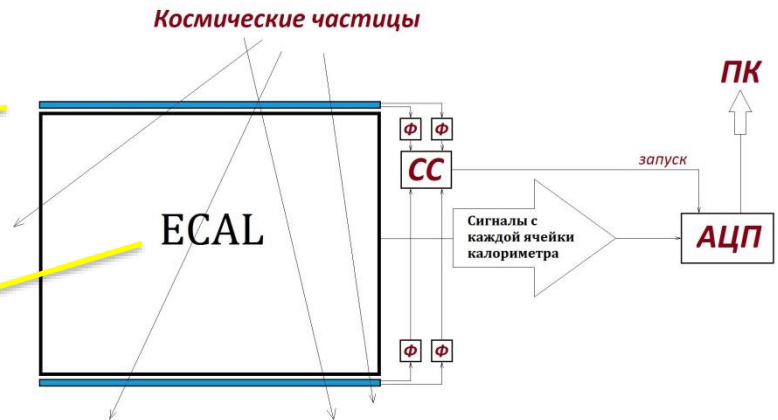 Космические частицы
ПК
Ф Ф
СС
запуск
ECAL
Сигналы с
каждой ячейки
калориметра
АЦП
Ф Ф